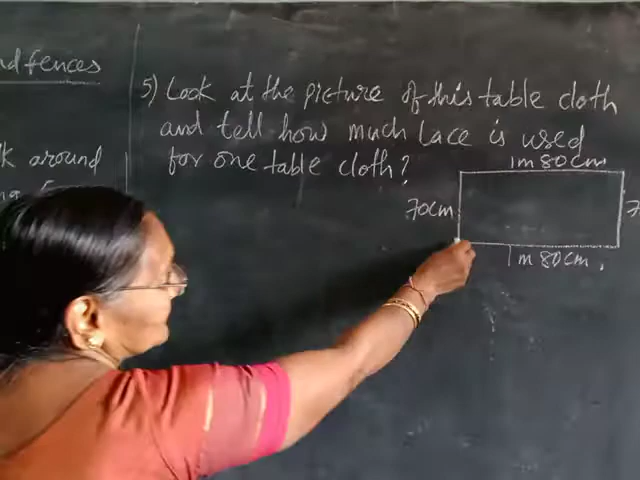 nd fences
5) Look at the picture of this table cloth
and tell how much lace is used
for one table cloth?
k around
1m 80cm
70cm
7
1m 80cm.